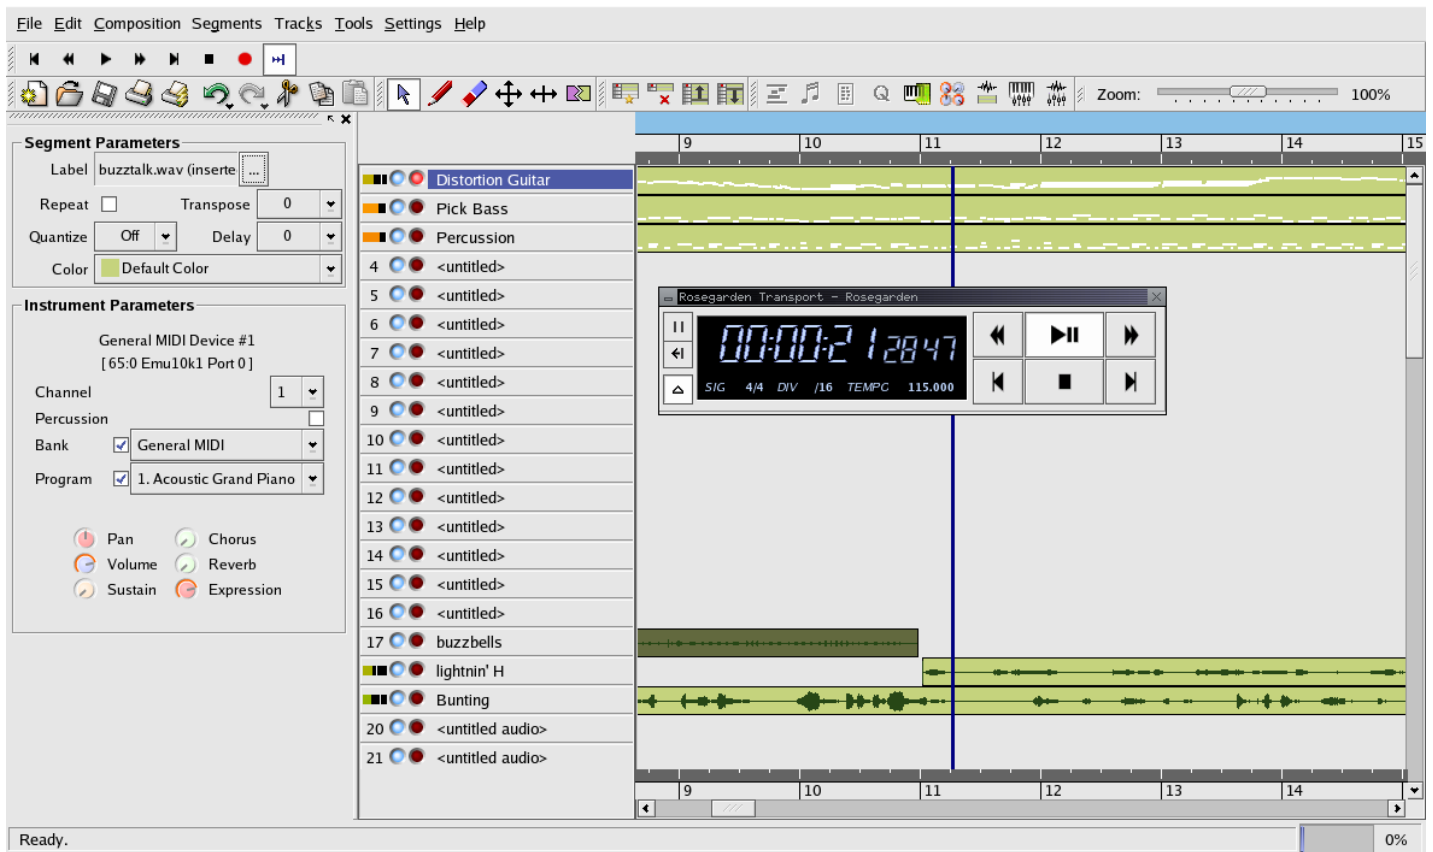 File Edit Composition Segments Tracks Tools Settings Help
Zoom: 100%
Segment Parameters
Label buzztalk.wav (inserte ...
Repeat Transpose 0
Quantize Off Delay 0
Color Default Color
Instrument Parameters
General MIDI Device #1
[ 65:0 Emu10k1 Port 0 ]
Channel 1
Percussion
Bank General MIDI
Program 1. Acoustic Grand Piano
Pan Chorus
Volume Reverb
Sustain Expression
9 10 11 12 13 14 15
Distortion Guitar
Pick Bass
Percussion
4 <untitled>
5 <untitled>
6 <untitled>
7 <untitled>
8 <untitled>
9 <untitled>
10 <untitled>
11 <untitled>
12 <untitled>
13 <untitled>
14 <untitled>
15 <untitled>
16 <untitled>
17 buzzbells
lightnin' H
Bunting
20 <untitled audio>
21 <untitled audio>
Rosegarden Transport - Rosegarden
00:00:21 2847
SIG 4/4 DIV /16 TEMPO 115.000
9 10 11 12 13 14
Ready. 0%